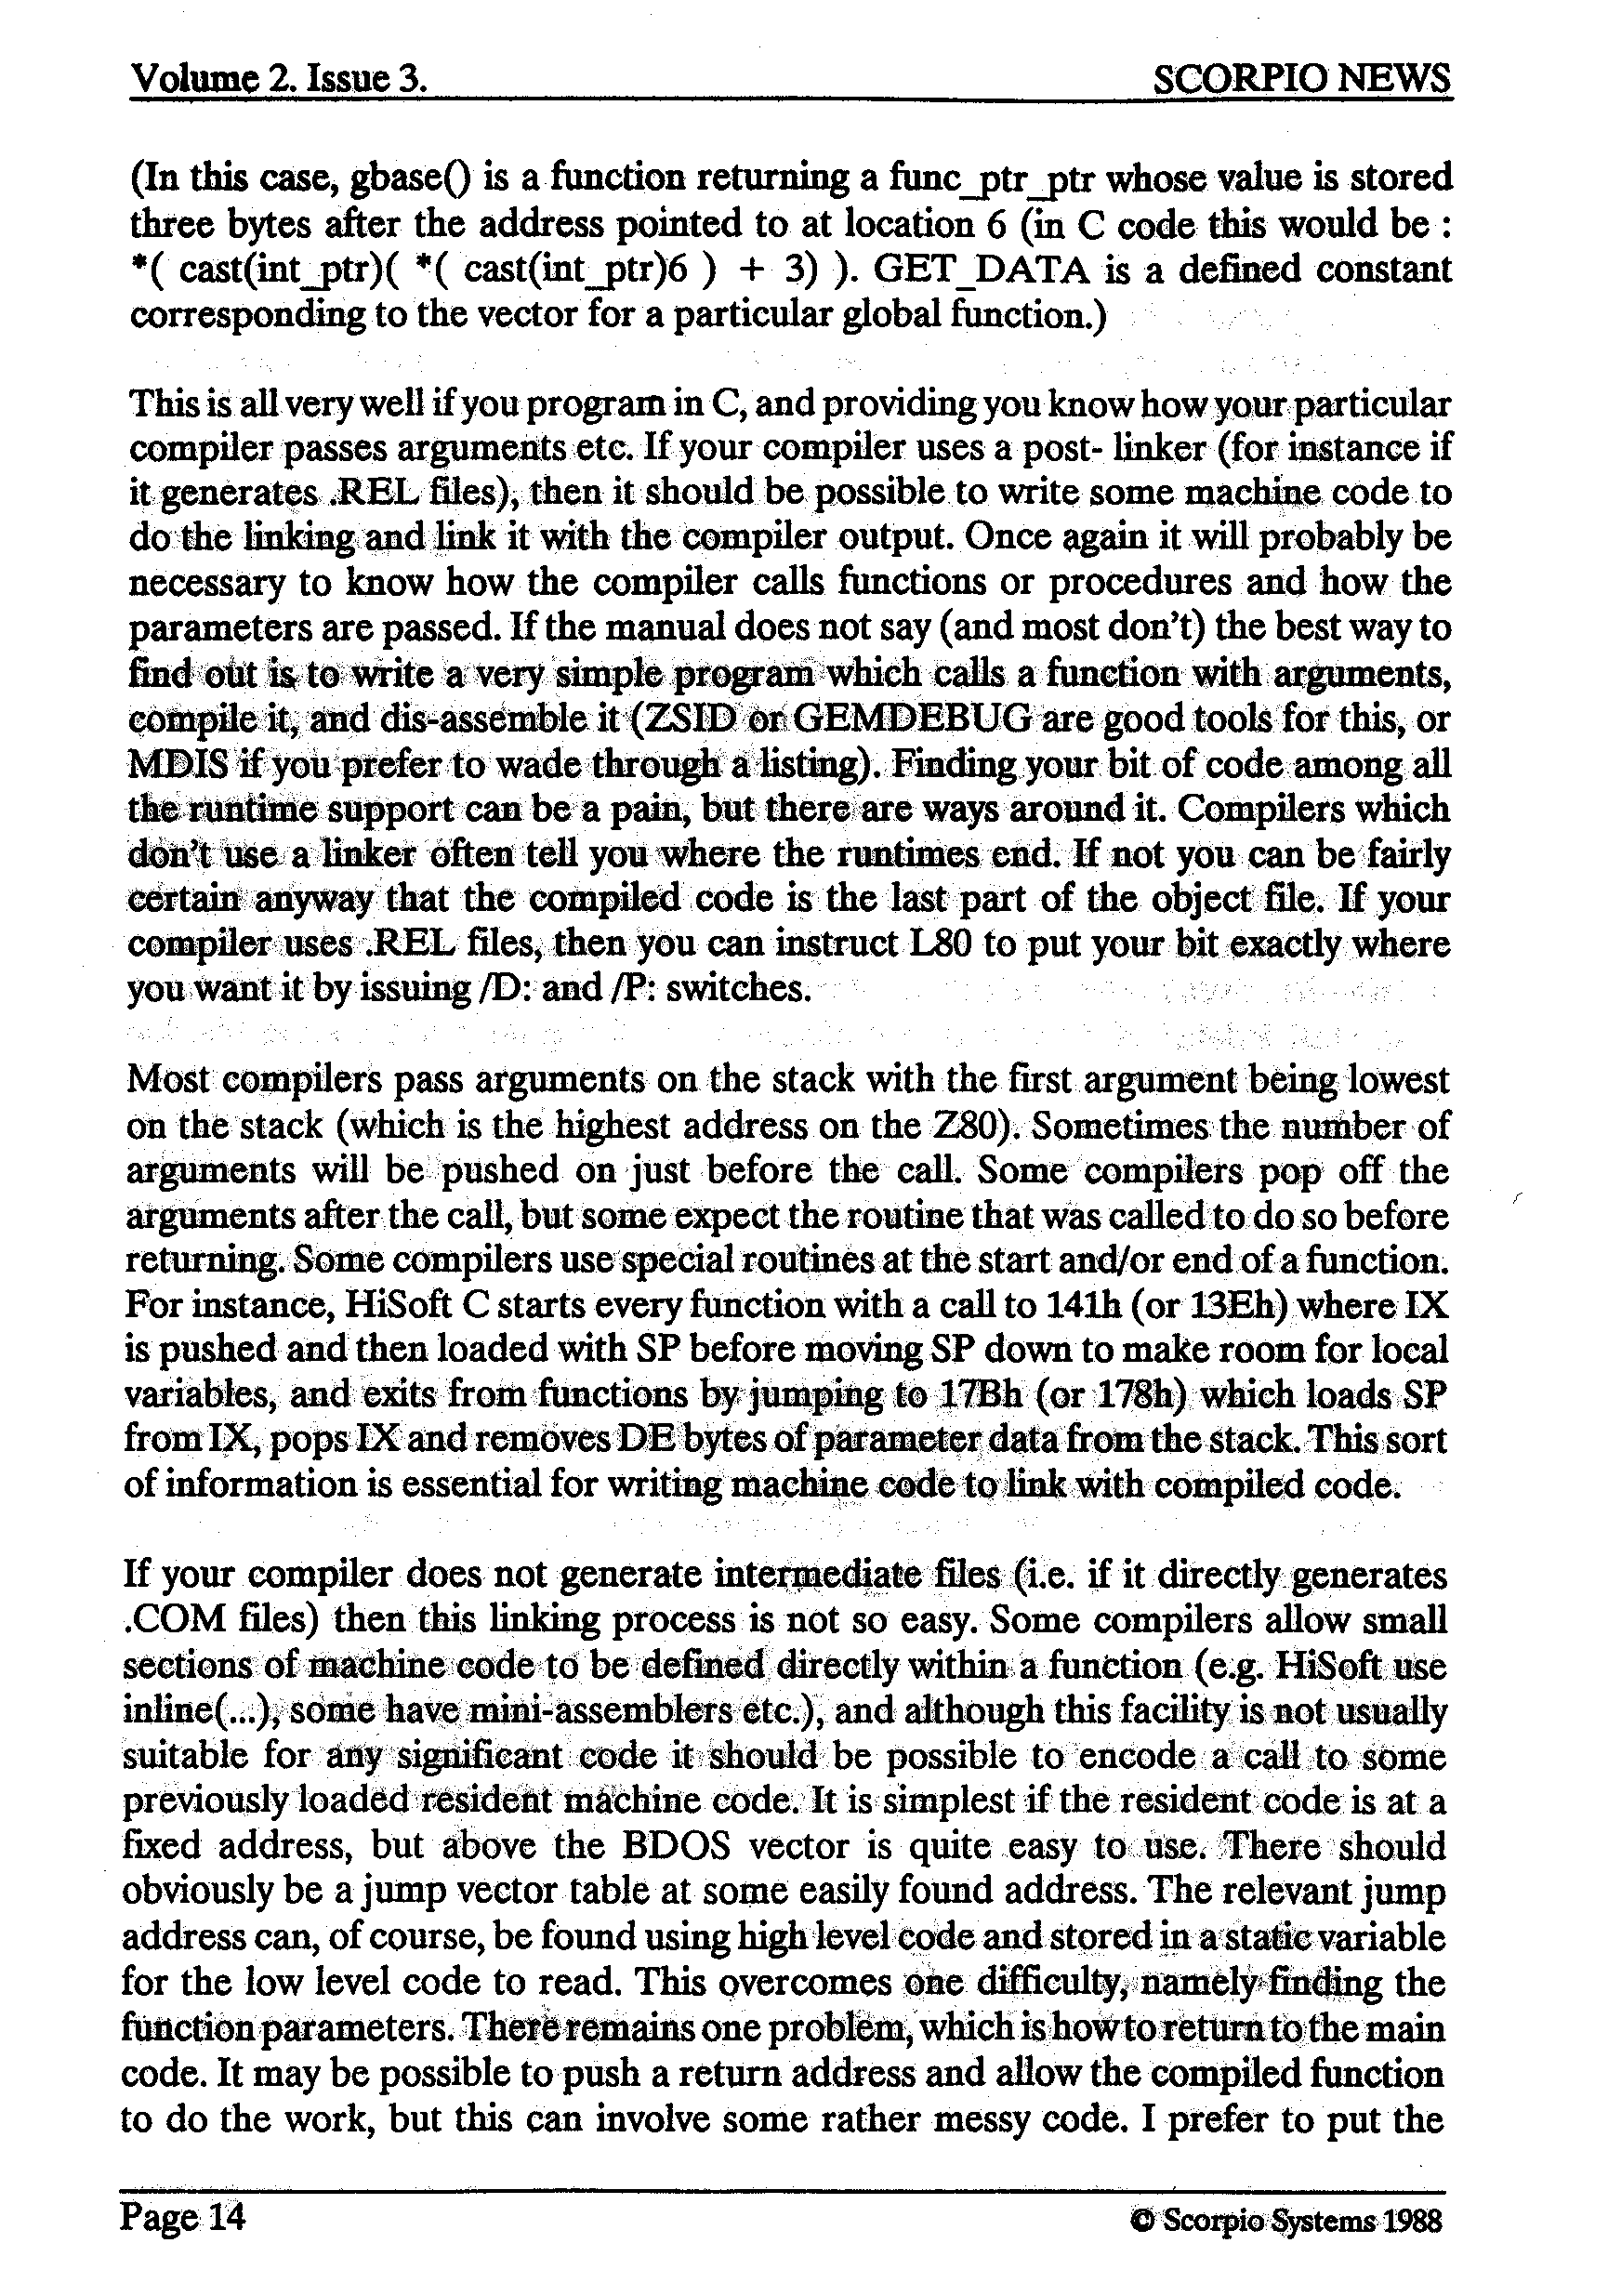 Volume 2. Issue 3. SCORPIO NEWS
(In this case, gbase() is a function returning a func_ptr_ptr whose value is stored
three bytes after the address pointed to at location 6 (in C code this would be :
*( cast(int_ptr)( *( cast(int_ptr)6 ) + 3) ). GET_DATA is a defined constant
corresponding to the vector for a particular global function.)
This is all very well if you program in C, and providing you know how your particular
compiler passes arguments etc. If your compiler uses a post- linker (for instance if
it generates .REL files), then it should be possible to write some machine code to
do the linking and link it with the compiler output. Once again it will probably be
necessary to know how the compiler calls functions or procedures and how the
parameters are passed. If the manual does not say (and most don't) the best way to
find out is to write a very simple program which calls a function with arguments,
compile it, and dis-assemble it (ZSID or GEMDEBUG are good tools for this, or
MDIS if you prefer to wade through a listing). Finding your bit of code among all
the runtime support can be a pain, but there are ways around it. Compilers which
don't use a linker often tell you where the runtimes end. If not you can be fairly
certain anyway that the compiled code is the last part of the object file. If your
compiler uses .REL files, then you can instruct L80 to put your bit exactly where
you want it by issuing /D: and /P: switches.
Most compilers pass arguments on the stack with the first argument being lowest
on the stack (which is the highest address on the Z80). Sometimes the number of
arguments will be pushed on just before the call. Some compilers pop off the
arguments after the call, but some expect the routine that was called to do so before
returning. Some compilers use special routines at the start and/or end of a function.
For instance, HiSoft C starts every function with a call to 141h (or 13Eh) where IX
is pushed and then loaded with SP before moving SP down to make room for local
variables, and exits from functions by jumping to 17Bh (or 178h) which loads SP
from IX, pops IX and removes DE bytes of parameter data from the stack. This sort
of information is essential for writing machine code to link with compiled code.
If your compiler does not generate intermediate files (i.e. if it directly generates
.COM files) then this linking process is not so easy. Some compilers allow small
sections of machine code to be defined directly within a function (e.g. HiSoft use
inline(...), some have mini-assemblers etc.), and although this facility is not usually
suitable for any significant code it should be possible to encode a call to some
previously loaded resident machine code. It is simplest if the resident code is at a
fixed address, but above the BDOS vector is quite easy to use. There should
obviously be a jump vector table at some easily found address. The relevant jump
address can, of course, be found using high level code and stored in a static variable
for the low level code to read. This overcomes one difficulty, namely finding the
function parameters. There remains one problem, which is how to return to the main
code. It may be possible to push a return address and allow the compiled function
to do the work, but this can involve some rather messy code. I prefer to put the
Page 14 © Scorpio Systems 1988